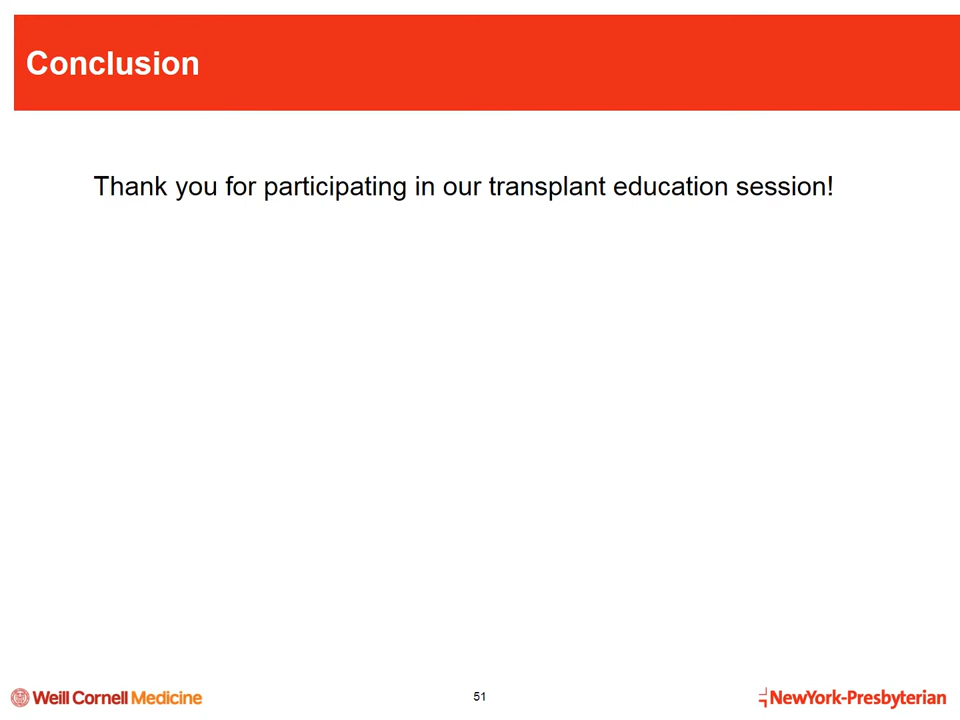 Conclusion
Thank you for participating in our transplant education session!
Weill Cornell Medicine
51
NewYork-Presbyterian